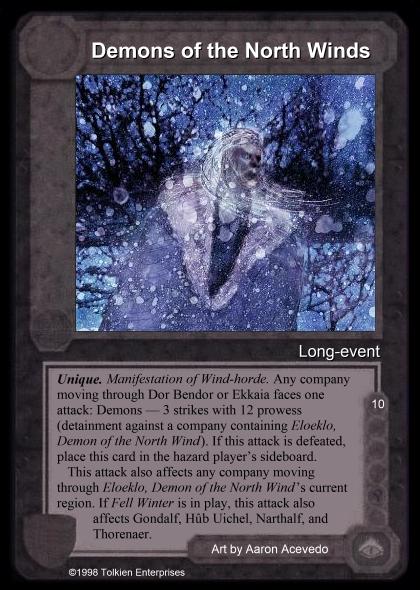 Demons of the North Winds
Long-event
Unique. Manifestation of Wind-horde. Any company
moving through Dor Bendor or Ekkaia faces one
attack: Demons — 3 strikes with 12 prowess
(detainment against a company containing Eloeklo,
Demon of the North Wind). If this attack is defeated,
place this card in the hazard player's sideboard.
This attack also affects any company moving
through Eloeklo, Demon of the North Wind's current
region. If Fell Winter is in play, this attack also
affects Gondalf, Hûb Uichel, Narthalf, and
Thorenaer.
10
Art by Aaron Acevedo
©1998 Tolkien Enterprises